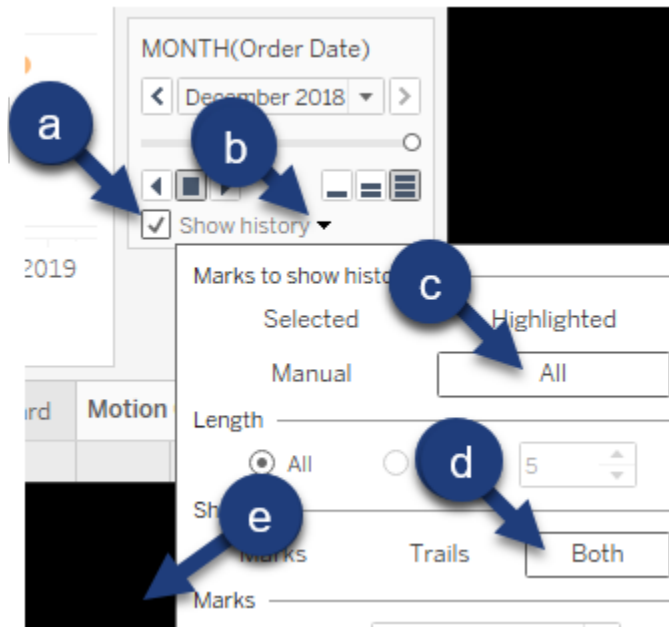 MONTH(Order Date)
December 2018
a
b
Show history
2019
Marks to show
c
Selected
Highlighted
Manual
All
rd
Motion
Length
All
d
5
e
Marks
Trails
Both
Marks